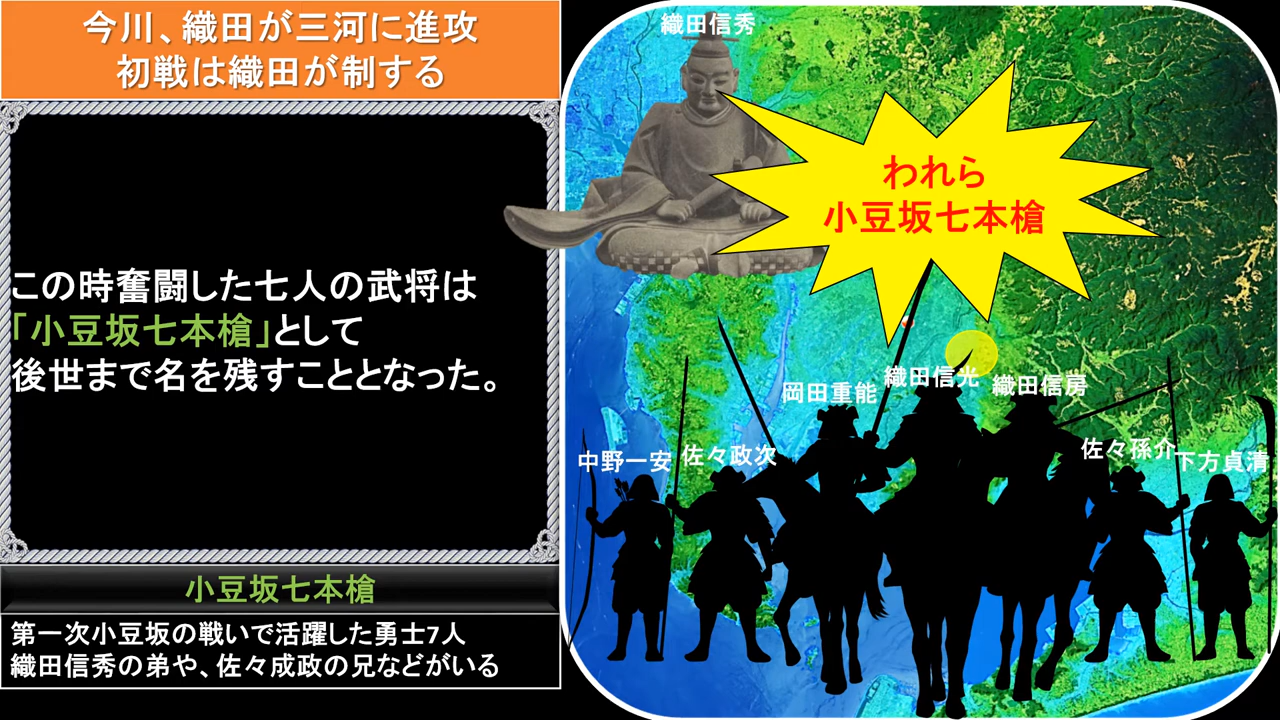 今川、織田が三河に進攻
初戦は織田が制する
この時奮闘した七人の武将は
「小豆坂七本槍」として
後世まで名を残すこととなった。
小豆坂七本槍
第一次小豆坂の戦いで活躍した勇士7人
織田信秀の弟や、佐々成政の兄などがいる
織田信秀
われら
小豆坂七本槍
岡田重能
織田信光
織田信房
中野一安
佐々政次
佐々孫介
下方貞清